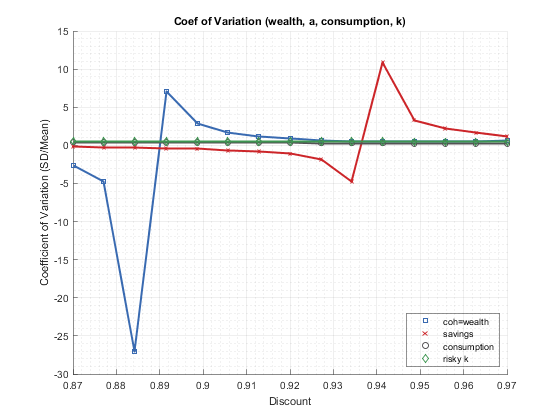 Coef of Variation (wealth, a, consumption, k)
15
10
5
0
-5
-10
-15
-20
-25
-30
Coefficient of Variation (SD/Mean)
coh=wealth
savings
consumption
risky k
0.87 0.88 0.89 0.9 0.91 0.92 0.93 0.94 0.95 0.96 0.97
Discount